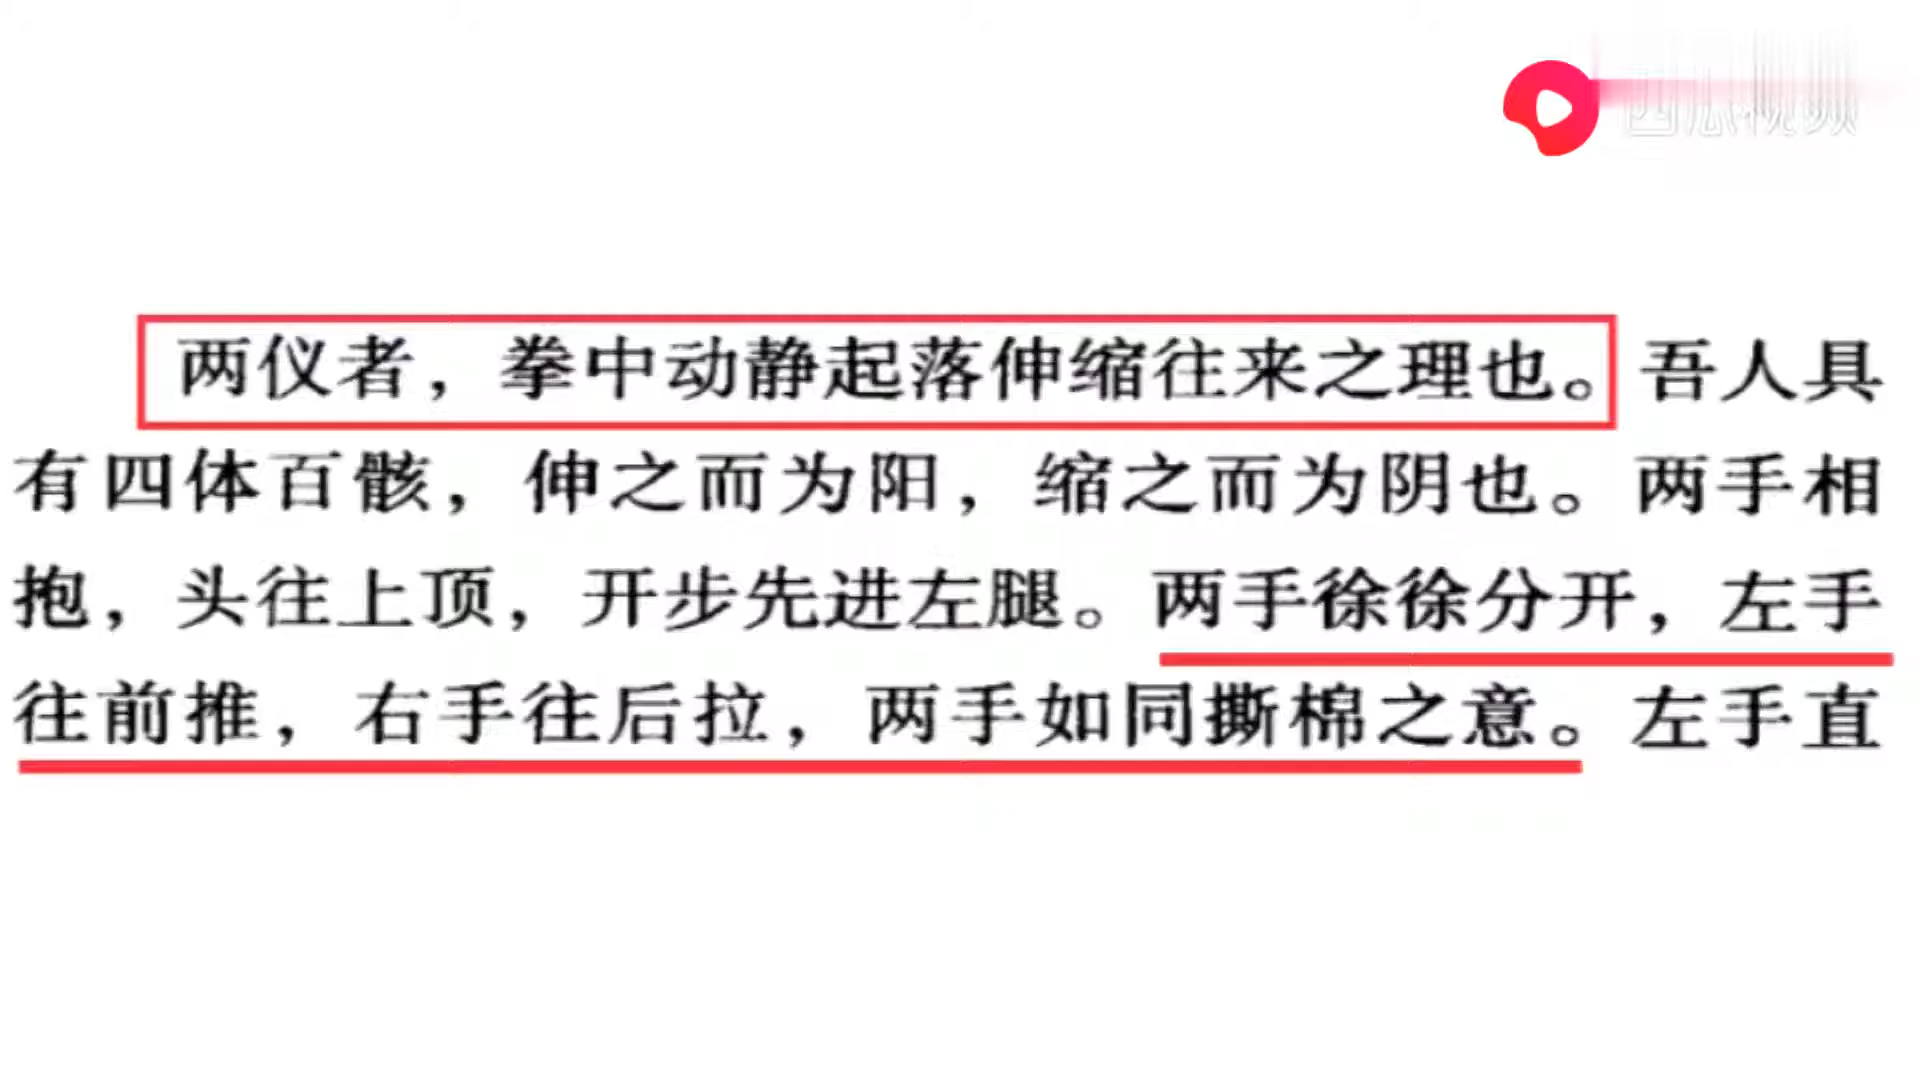 西瓜视频
两仪者，拳中动静起落伸缩往来之理也。吾人具
有四体百骸，伸之而为阳，缩之而为阴也。两手相
抱，头往上顶，开步先进左腿。两手徐徐分开，左手
往前推，右手往后拉，两手如同撕棉之意。左手直